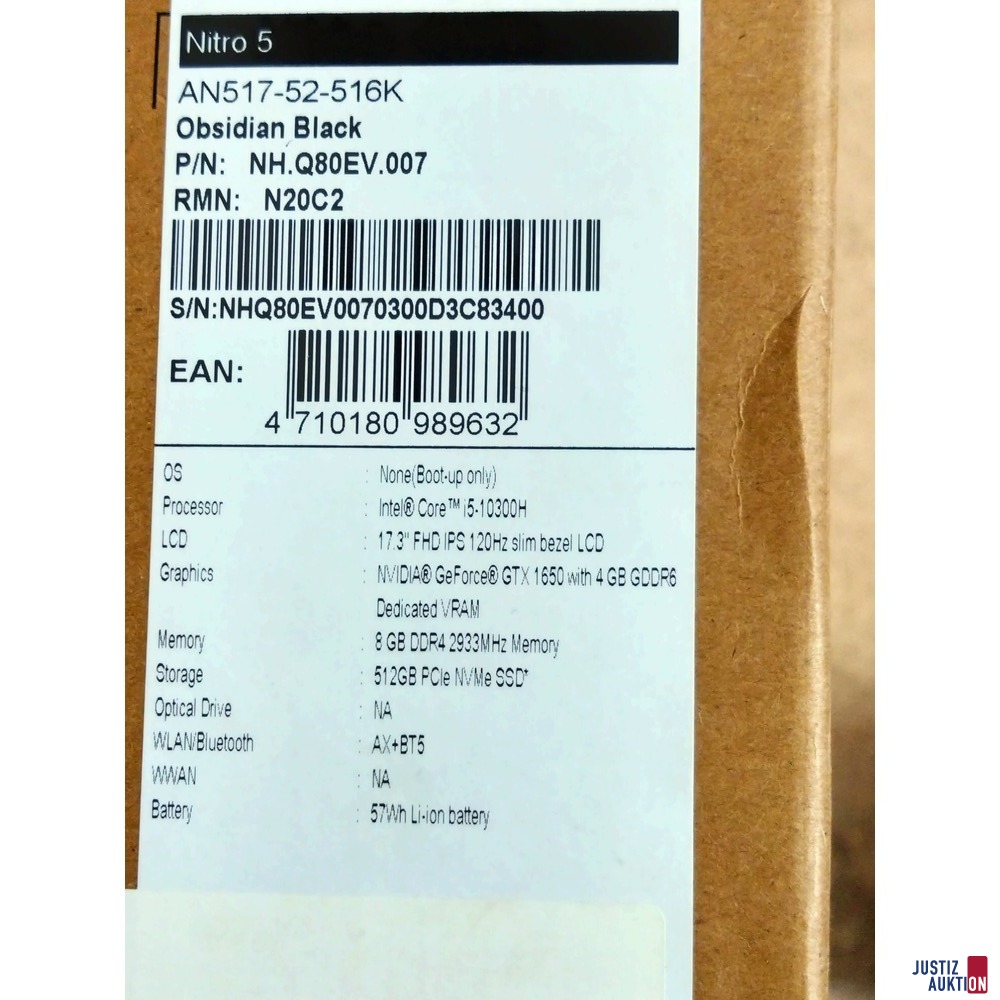 Nitro 5
AN517-52-516K
Obsidian Black
P/N: NH.Q80EV.007
RMN: N20C2
S/N:NHQ80EV0070300D3C83400
EAN:
4 710180 989632
OS : None(Boot-up only)
Processor : Intel® Core™ i5-10300H
LCD : 17.3" FHD IPS 120Hz slim bezel LCD
Graphics : NVIDIA® GeForce® GTX 1650 with 4 GB GDDR6
Dedicated VRAM
Memory : 8 GB DDR4 2933MHz Memory
Storage : 512GB PCIe NVMe SSD*
Optical Drive : NA
WLAN/Bluetooth : AX+BT5
WWAN : NA
Battery : 57Wh Li-ion battery
JUSTIZ
AUKTION